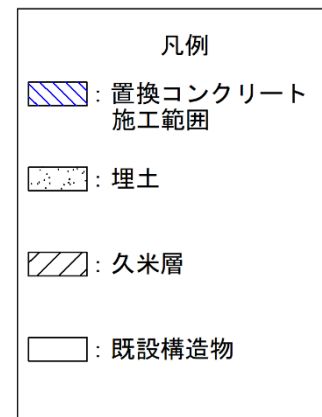 凡例
：置換コンクリート
施工範囲
：埋土
：久米層
：既設構造物